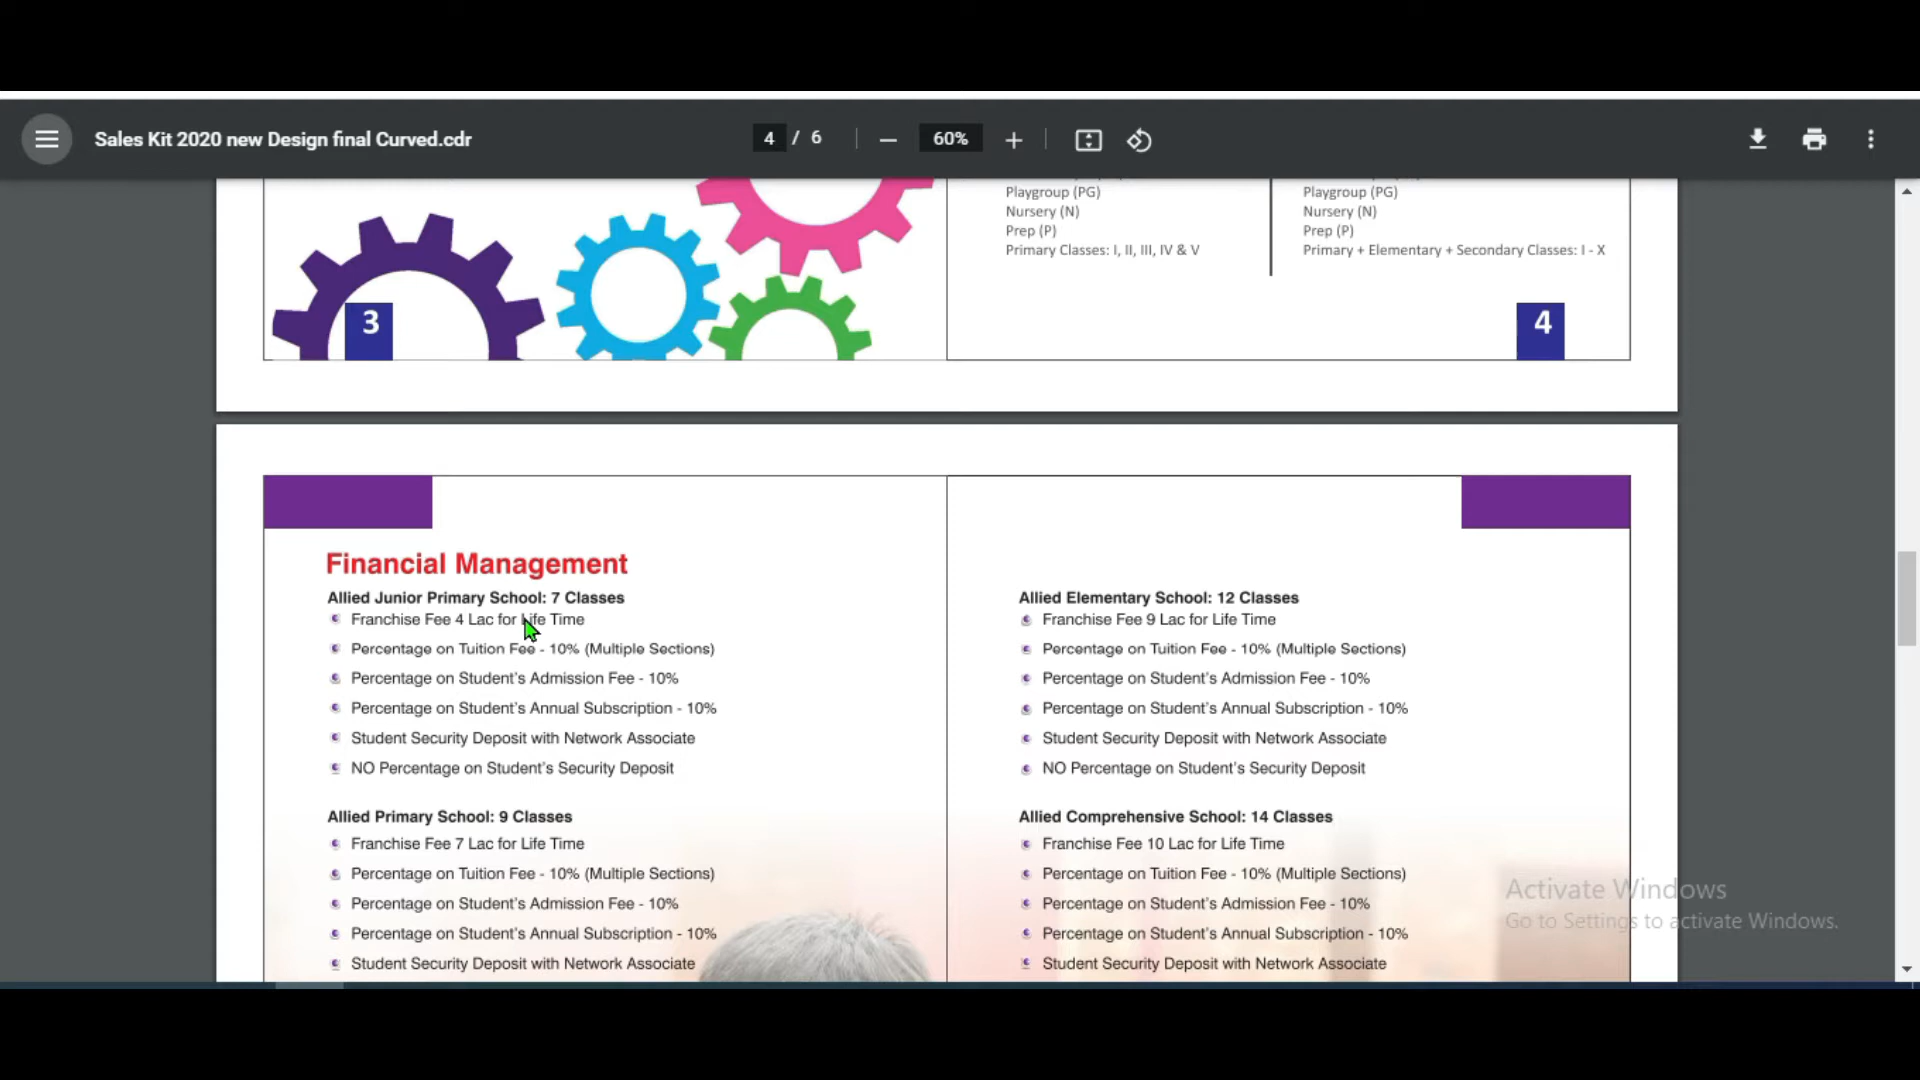 Sales Kit 2020 new Design final Curved.cdr
4 / 6
60%
Playgroup (PG)
Nursery (N)
Prep (P)
Primary Classes: I, II, III, IV & V
Playgroup (PG)
Nursery (N)
Prep (P)
Primary + Elementary + Secondary Classes: I - X
3
4
Financial Management
Allied Junior Primary School: 7 Classes
Franchise Fee 4 Lac for Life Time
Percentage on Tuition Fee - 10% (Multiple Sections)
Percentage on Student's Admission Fee - 10%
Percentage on Student's Annual Subscription - 10%
Student Security Deposit with Network Associate
NO Percentage on Student's Security Deposit
Allied Primary School: 9 Classes
Franchise Fee 7 Lac for Life Time
Percentage on Tuition Fee - 10% (Multiple Sections)
Percentage on Student's Admission Fee - 10%
Percentage on Student's Annual Subscription - 10%
Student Security Deposit with Network Associate
Allied Elementary School: 12 Classes
Franchise Fee 9 Lac for Life Time
Percentage on Tuition Fee - 10% (Multiple Sections)
Percentage on Student's Admission Fee - 10%
Percentage on Student's Annual Subscription - 10%
Student Security Deposit with Network Associate
NO Percentage on Student's Security Deposit
Allied Comprehensive School: 14 Classes
Franchise Fee 10 Lac for Life Time
Percentage on Tuition Fee - 10% (Multiple Sections)
Percentage on Student's Admission Fee - 10%
Percentage on Student's Annual Subscription - 10%
Student Security Deposit with Network Associate
Activate Windows
Go to Settings to activate Windows.